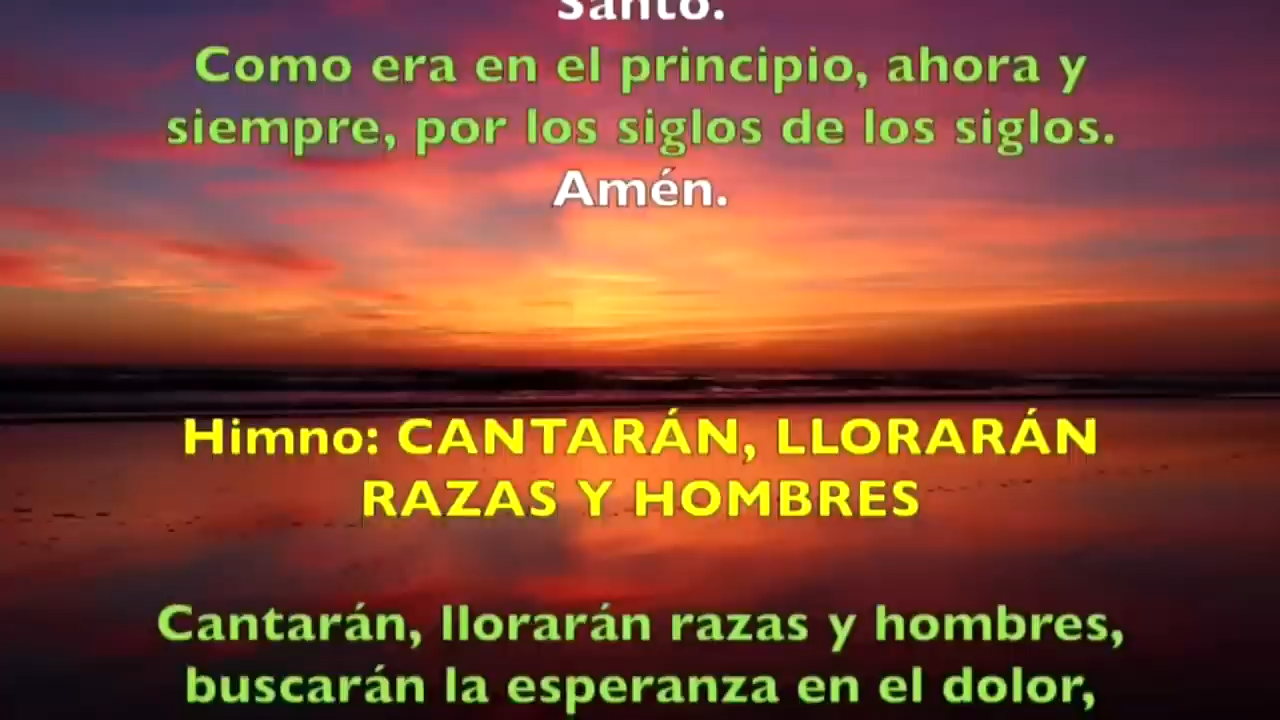 Santo.
Como era en el principio, ahora y
siempre, por los siglos de los siglos.
Amén.
Himno: CANTARÁN, LLORARÁN
RAZAS Y HOMBRES
Cantarán, llorarán razas y hombres,
buscarán la esperanza en el dolor,